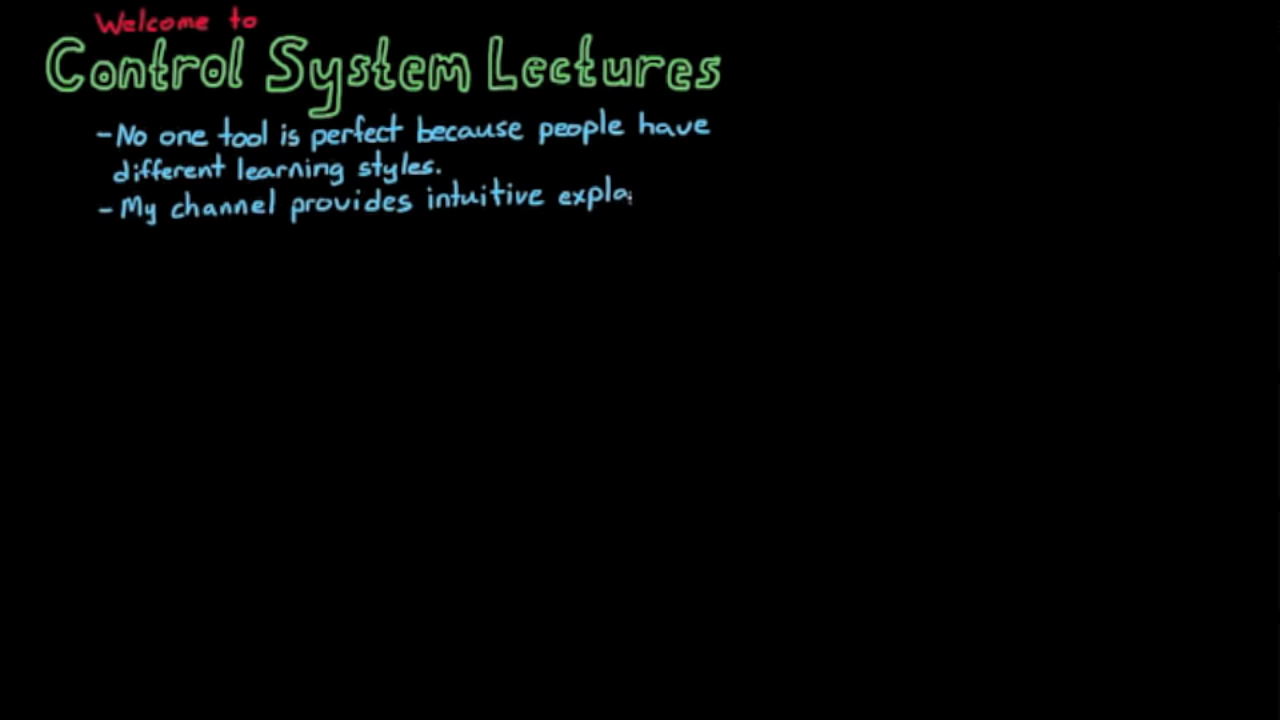 Welcome to
Control System Lectures
- No one tool is perfect because people have
different learning styles.
- My channel provides intuitive expla